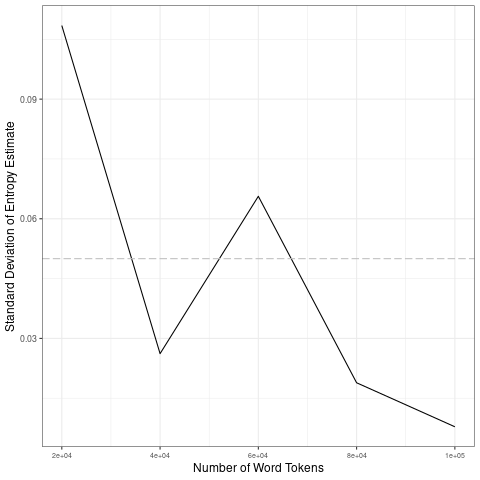 Standard Deviation of Entropy Estimate
0.09
0.06
0.03
2e+04 4e+04 6e+04 8e+04 1e+05
Number of Word Tokens